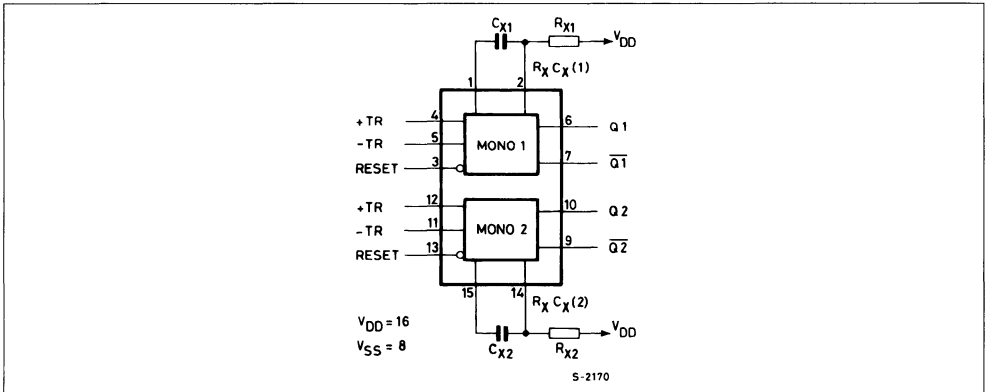 CX1 RX1 VDD
RX CX (1)
1 2
+TR 4 6 Q1
-TR 5 MONO 1 7 Q1
RESET 3
+TR 12 10 Q2
-TR 11 MONO 2 9 Q2
RESET 13
15 14 RX CX (2)
VDD = 16
VSS = 8
CX2 RX2 VDD
S-2170